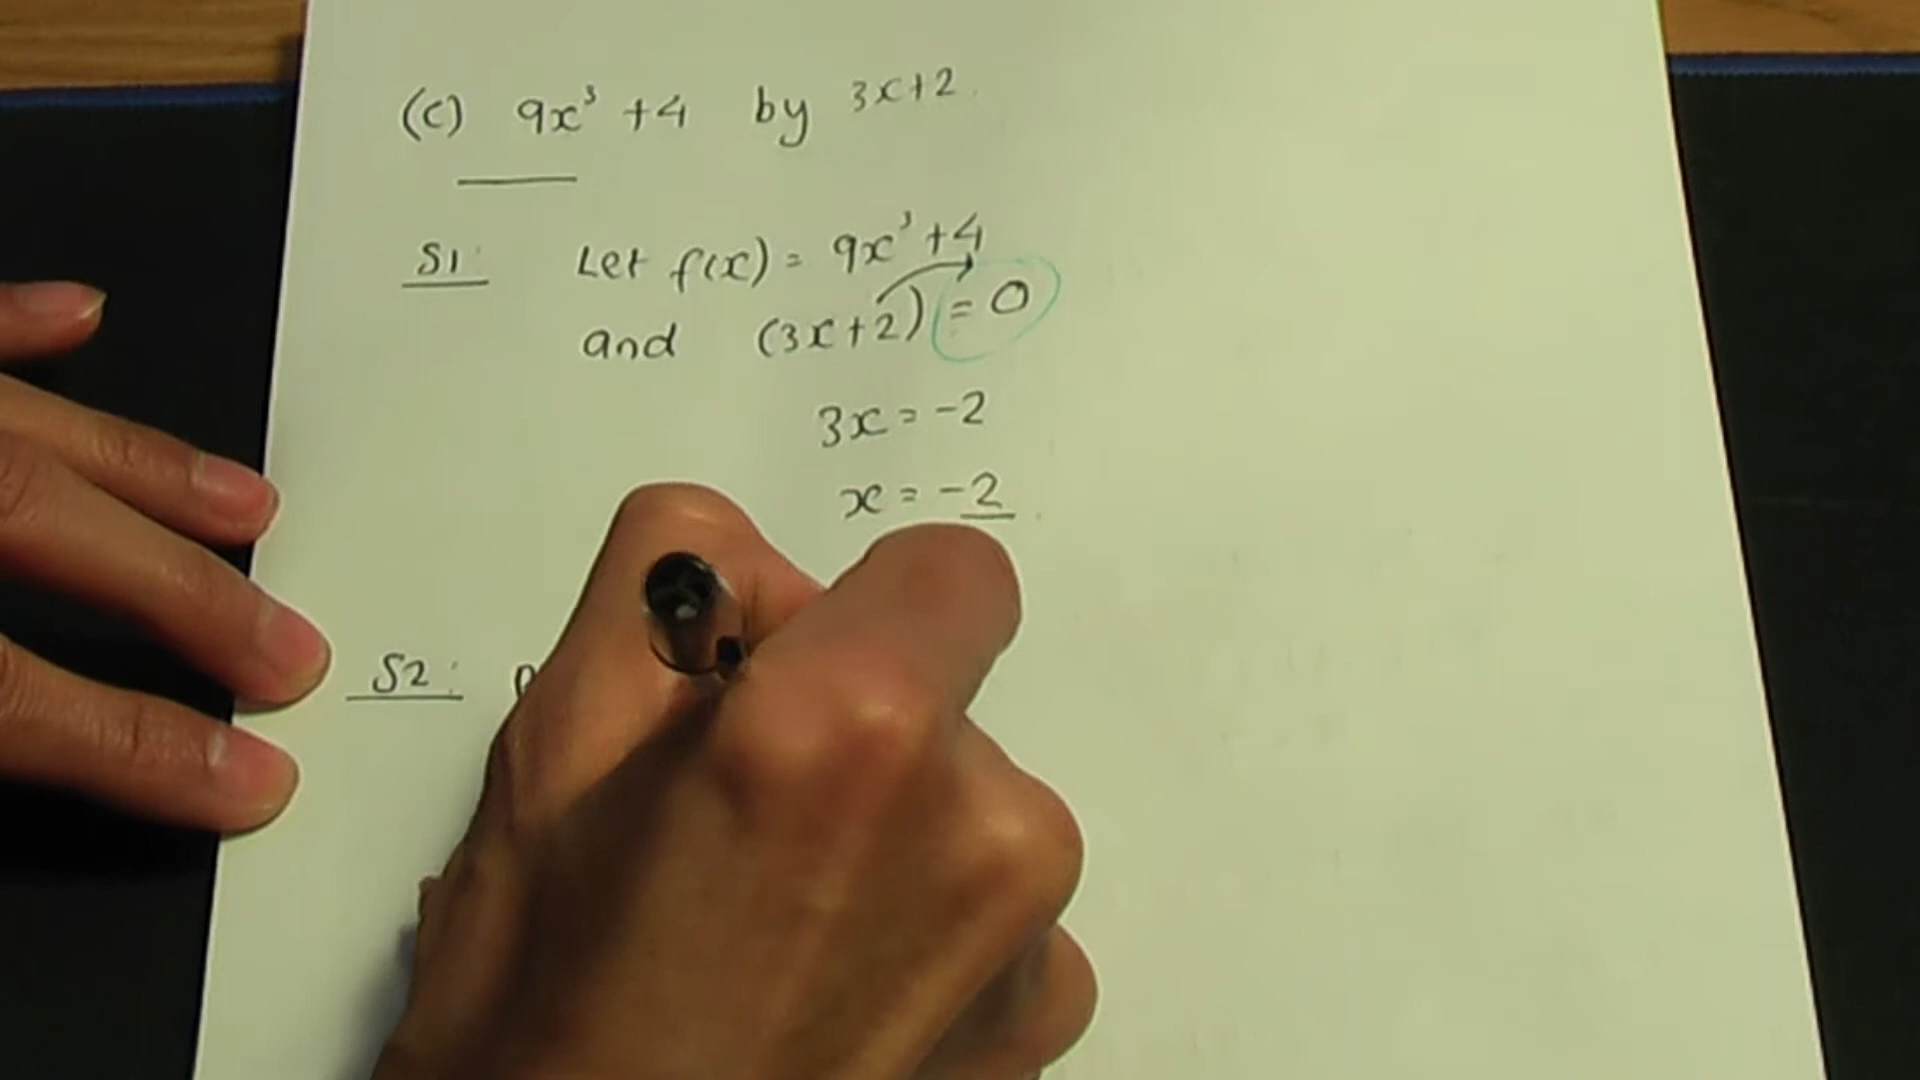 (c) 9x³ + 4 by 3x+2.
S1: Let f(x) = 9x³ + 4
and (3x+2) = 0
3x = -2
x = -2
S2: